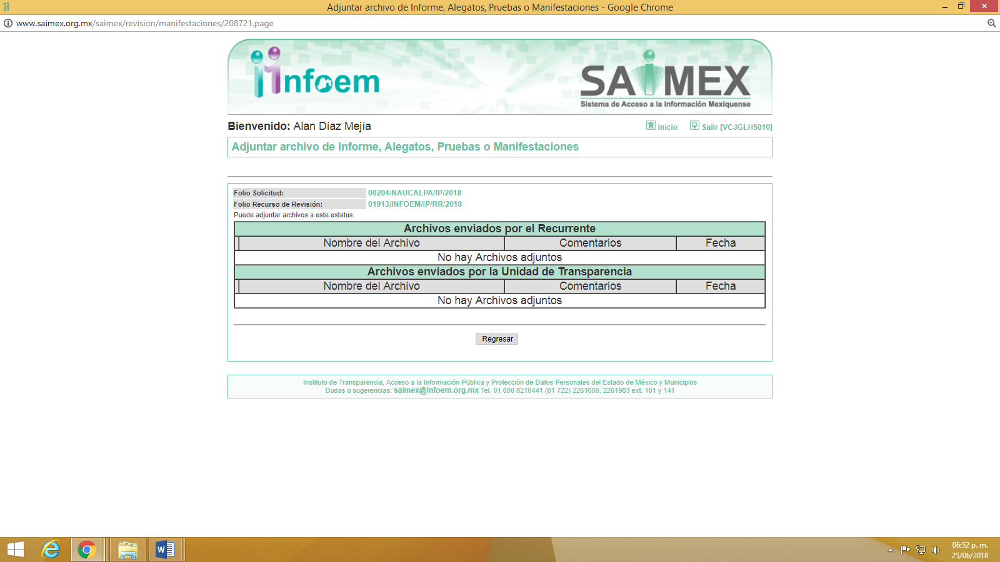 Adjuntar archivo de Informe, Alegatos, Pruebas o Manifestaciones - Google Chrome
www.saimex.org.mx/saimex/revision/manifestaciones/208721.page
infoem
SAIMEX
Sistema de Acceso a la Información Mexiquense
Bienvenido: Alan Díaz Mejía
Inicio Salir [VCJGLH5010]
Adjuntar archivo de Informe, Alegatos, Pruebas o Manifestaciones
Folio Solicitud: 00204/NAUCALPA/IP/2018
Folio Recurso de Revisión: 01913/INFOEM/IP/RR/2018
Puede adjuntar archivos a este estatus
Archivos enviados por el Recurrente
Nombre del Archivo Comentarios Fecha
No hay Archivos adjuntos
Archivos enviados por la Unidad de Transparencia
Nombre del Archivo Comentarios Fecha
No hay Archivos adjuntos
Regresar
Instituto de Transparencia, Acceso a la Información Pública y Protección de Datos Personales del Estado de México y Municipios
Dudas o sugerencias: saimex@infoem.org.mx Tel. 01 800 8210441 (01 722) 2261680, 2261983 ext. 101 y 141
06:52 p. m.
25/06/2018